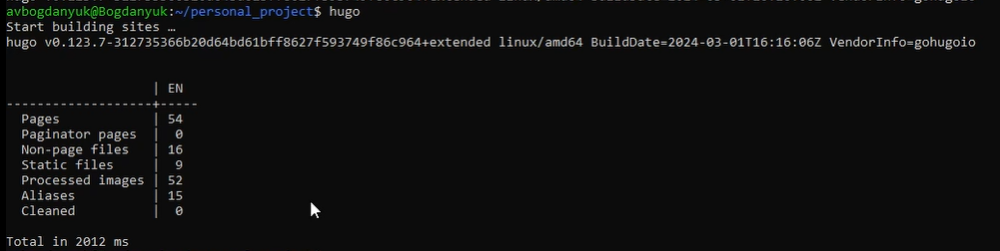 avbogdanyuk@Bogdanyuk:~/personal_project$ hugo
Start building sites …
hugo v0.123.7-312735366b20d64bd61bff8627f593749f86c964+extended linux/amd64 BuildDate=2024-03-01T16:16:06Z VendorInfo=gohugoio
| EN
-------------------+-----
Pages | 54
Paginator pages | 0
Non-page files | 16
Static files | 9
Processed images | 52
Aliases | 15
Cleaned | 0
Total in 2012 ms